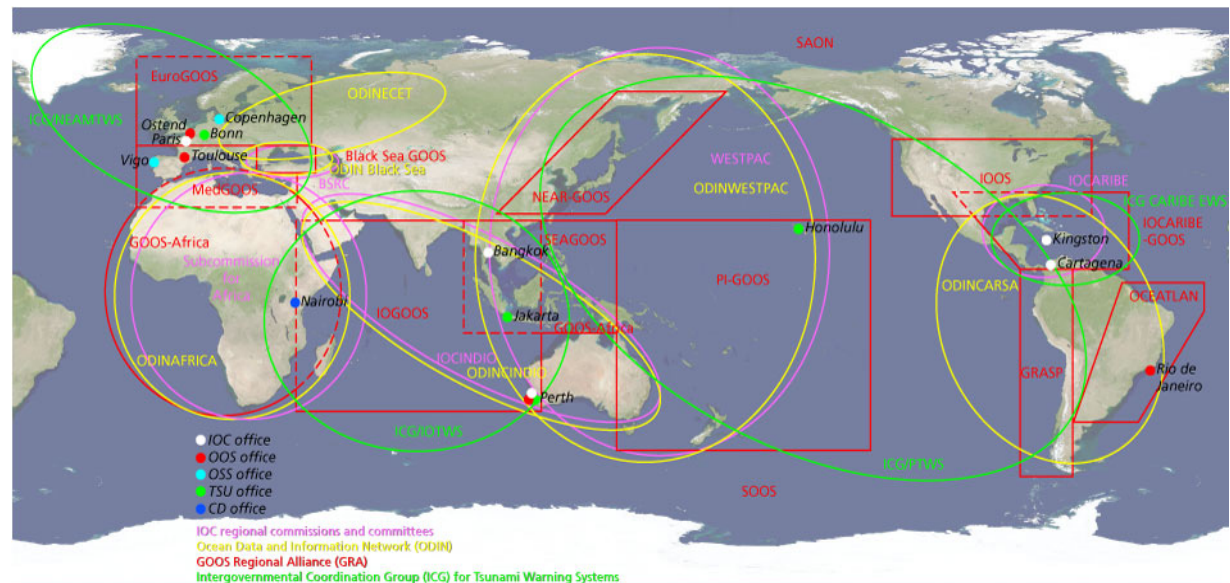 SAON
EuroGOOS
ODINECET
ICG/NEAMTWS
Copenhagen
Ostend
Bonn
Paris
Vigo
Toulouse
Black Sea GOOS
ODIN Black Sea
BSRC
MedGOOS
WESTPAC
ODINWESTPAC
NEAR-GOOS
IOOS
IOCARIBE
ICG CARIBE EWS
IOCARIBE
-GOOS
GOOS-Africa
Subcommission
for
Africa
SEAGOOS
Bangkok
Honolulu
Kingston
Cartagena
PI-GOOS
ODINCARSA
OCEATLAN
Nairobi
IOGOOS
Jakarta
GOOS-Africa
ODINAFRICA
IOCINDIO
ODINCINDIO
GRASP
Rio de
Janeiro
Perth
ICG/IOTWS
ICG/PTWS
SOOS
IOC office
OOS office
OSS office
TSU office
CD office
IOC regional commissions and committees
Ocean Data and Information Network (ODIN)
GOOS Regional Alliance (GRA)
Intergovernmental Coordination Group (ICG) for Tsunami Warning Systems